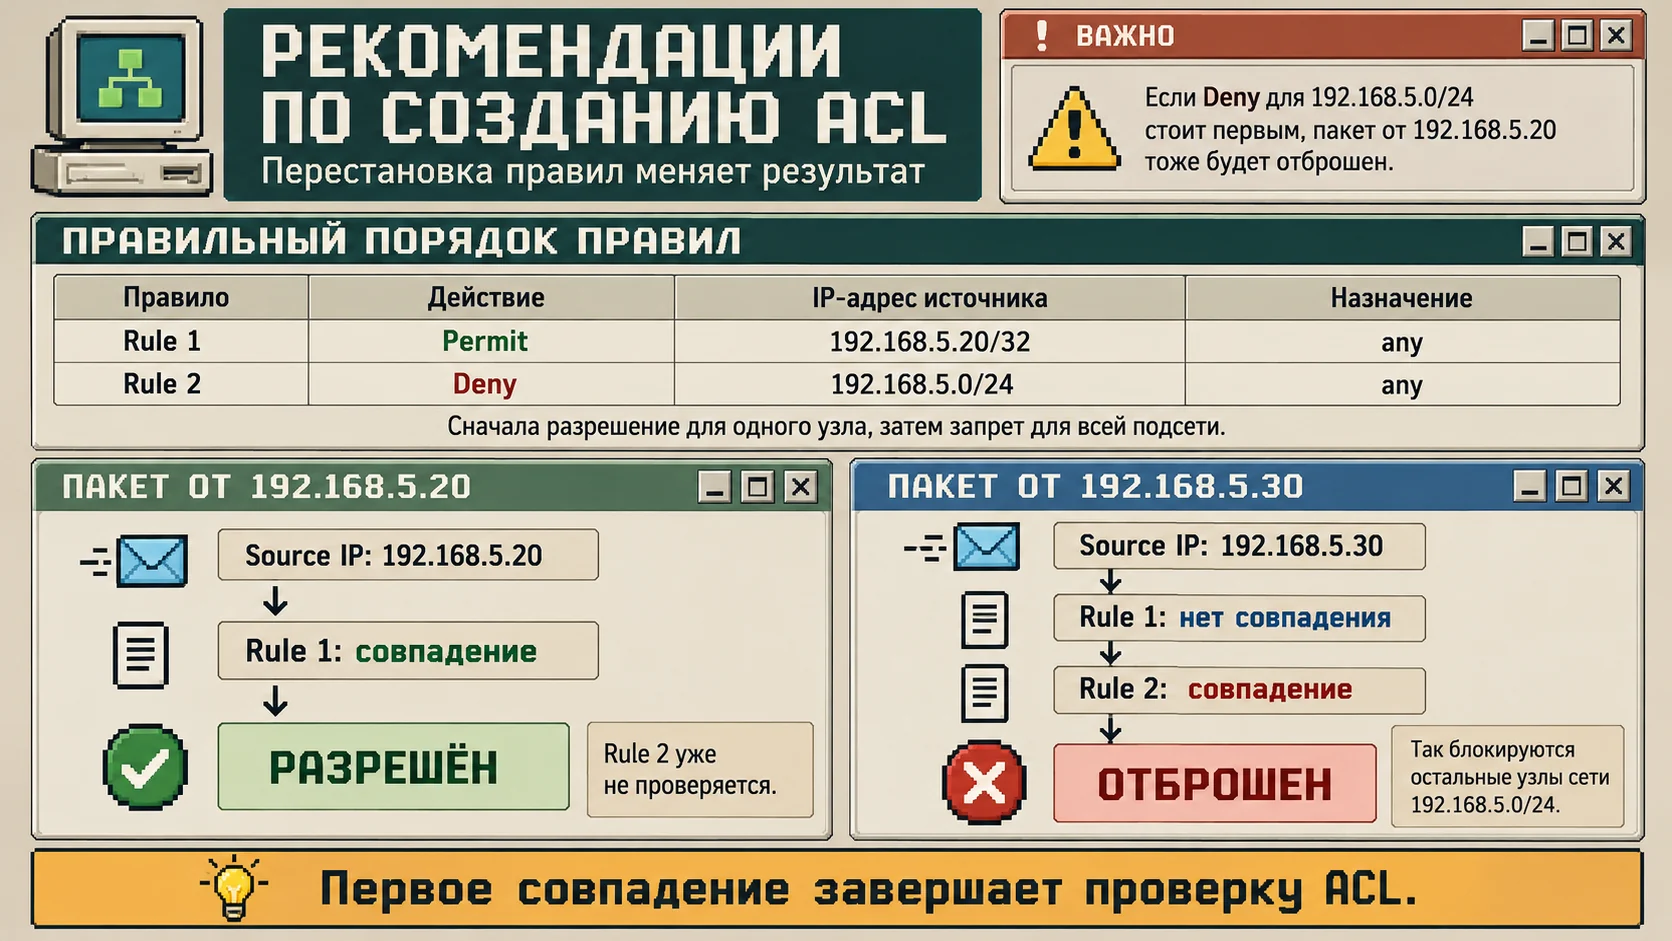 РЕКОМЕНДАЦИИ
ПО СОЗДАНИЮ ACL
Перестановка правил меняет результат
! ВАЖНО
Если Deny для 192.168.5.0/24
стоит первым, пакет от 192.168.5.20
тоже будет отброшен.
ПРАВИЛЬНЫЙ ПОРЯДОК ПРАВИЛ
Правило Действие IP-адрес источника Назначение
Rule 1 Permit 192.168.5.20/32 any
Rule 2 Deny 192.168.5.0/24 any
Сначала разрешение для одного узла, затем запрет для всей подсети.
ПАКЕТ ОТ 192.168.5.20
Source IP: 192.168.5.20
Rule 1: совпадение
РАЗРЕШЁН
Rule 2 уже
не проверяется.
ПАКЕТ ОТ 192.168.5.30
Source IP: 192.168.5.30
Rule 1: нет совпадения
Rule 2: совпадение
ОТБРОШЕН
Так блокируются
остальные узлы сети
192.168.5.0/24.
Первое совпадение завершает проверку ACL.